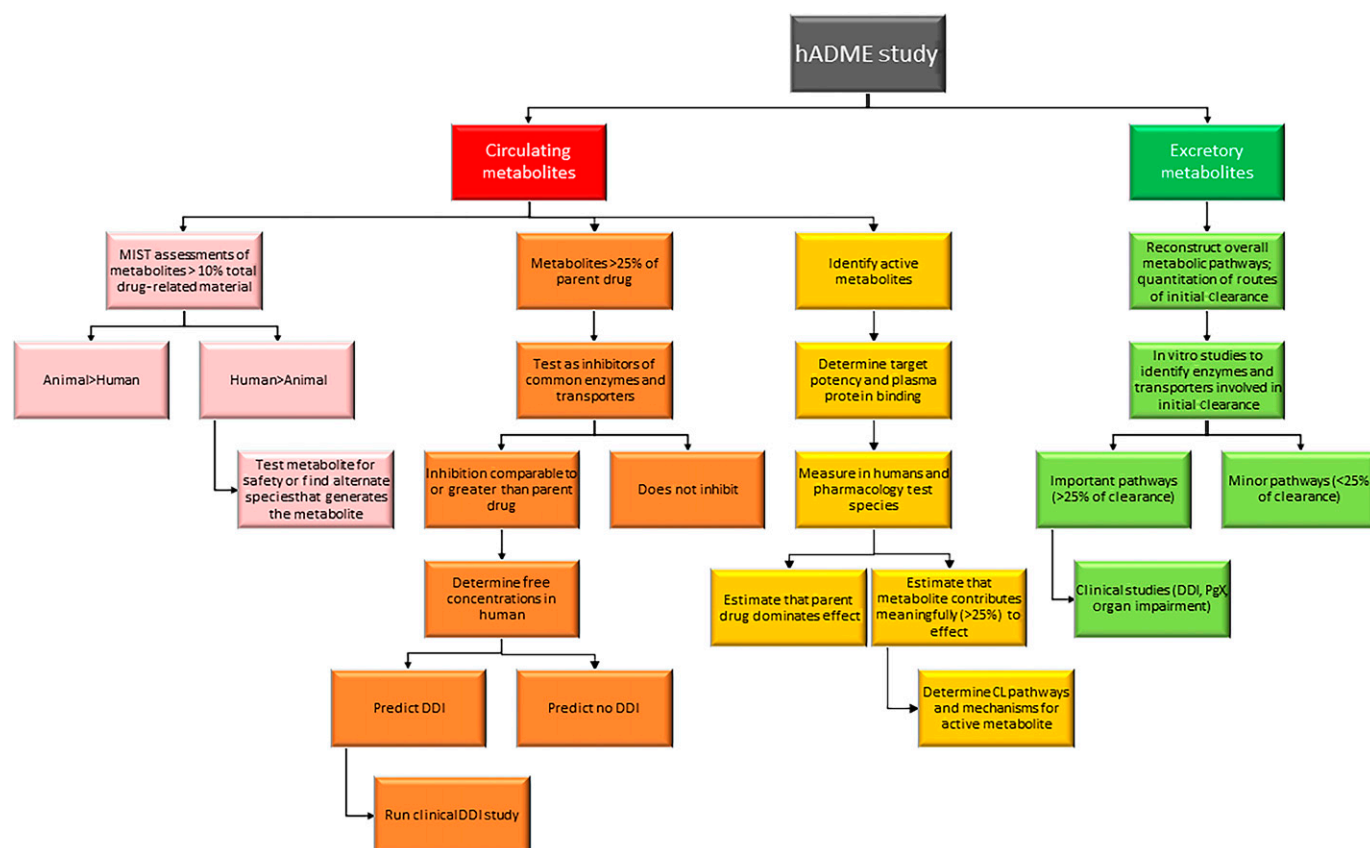 hADME study
Circulating
metabolites
Excretory
metabolites
MIST assessments of
metabolites > 10% total
drug-related material
Metabolites >25% of
parent drug
Identify active
metabolites
Reconstruct overall
metabolic pathways;
quantitation of routes
of initial clearance
Animal>Human
Human>Animal
Test as inhibitors of
common enzymes and
transporters
Determine target
potency and plasma
protein binding
In vitro studies to
identify enzymes and
transporters involved in
initial clearance
Test metabolite for
safety or find alternate
species that generates
the metabolite
Inhibition comparable to
or greater than parent
drug
Does not inhibit
Measure in humans and
pharmacology test
species
Important pathways
(>25% of clearance)
Minor pathways (<25%
of clearance)
Determine free
concentrations in
human
Estimate that parent
drug dominates effect
Estimate that
metabolite contributes
meaningfully (>25%) to
effect
Clinical studies (DDI, PgX,
organ impairment)
Predict DDI
Predict no DDI
Determine CL pathways
and mechanisms for
active metabolite
Run clinical DDI study